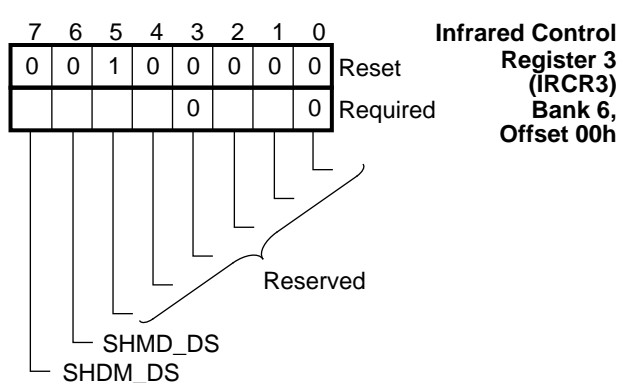 7 6 5 4 3 2 1 0
0 0 1 0 0 0 0 0 Reset
0 0 Required
Infrared Control
Register 3
(IRCR3)
Bank 6,
Offset 00h
Reserved
SHMD_DS
SHDM_DS